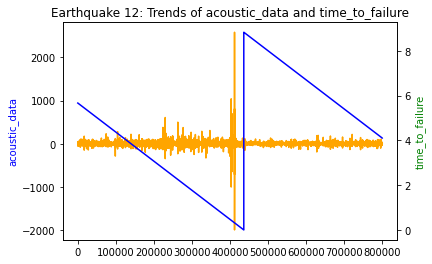 Earthquake 12: Trends of acoustic_data and time_to_failure
2000
1000
0
−1000
−2000
acoustic_data
8
6
4
2
0
time_to_failure
0 100000 200000 300000 400000 500000 600000 700000 800000